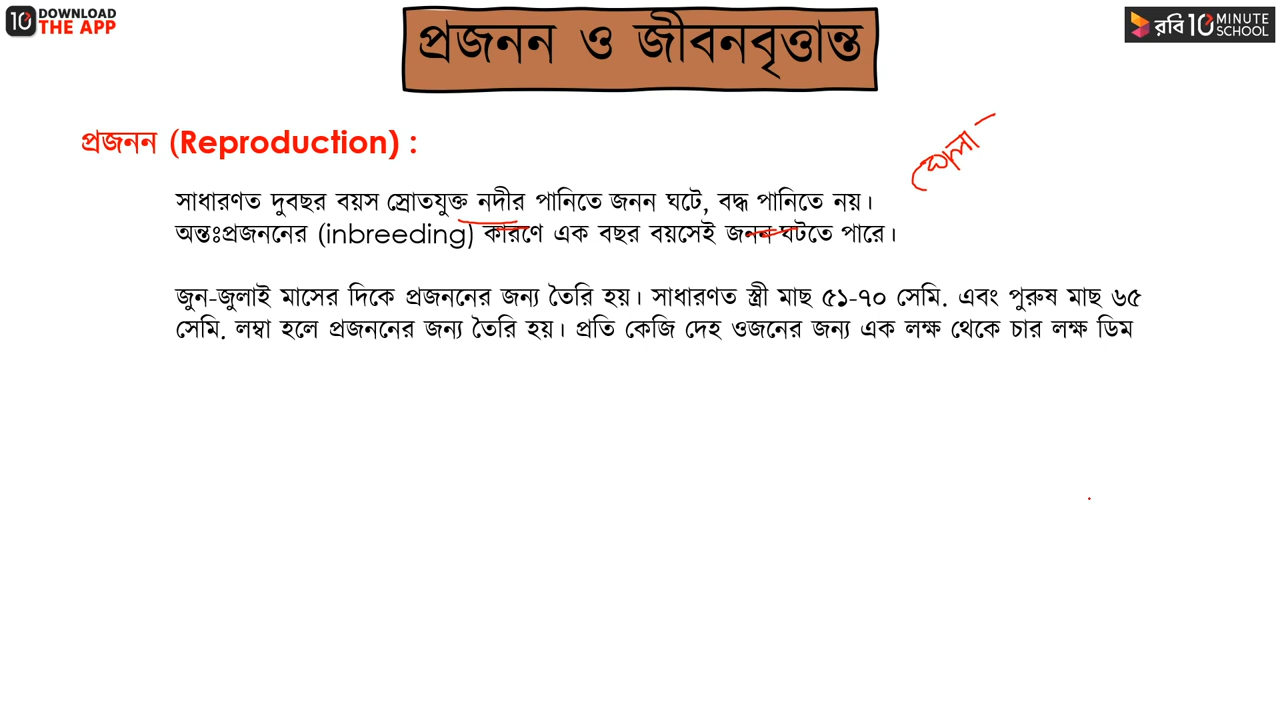 10 DOWNLOAD THE APP
প্রজনন ও জীবনবৃত্তান্ত
রবি 10 MINUTE SCHOOL
প্রজনন (Reproduction) :
সাধারণত দুবছর বয়স স্রোতযুক্ত নদীর পানিতে জনন ঘটে, বদ্ধ পানিতে নয়।
অন্তঃপ্রজননের (inbreeding) কারণে এক বছর বয়সেই জনন ঘটতে পারে।
জুন-জুলাই মাসের দিকে প্রজননের জন্য তৈরি হয়। সাধারণত স্ত্রী মাছ ৫১-৭০ সেমি. এবং পুরুষ মাছ ৬৫
সেমি. লম্বা হলে প্রজননের জন্য তৈরি হয়। প্রতি কেজি দেহ ওজনের জন্য এক লক্ষ থেকে চার লক্ষ ডিম